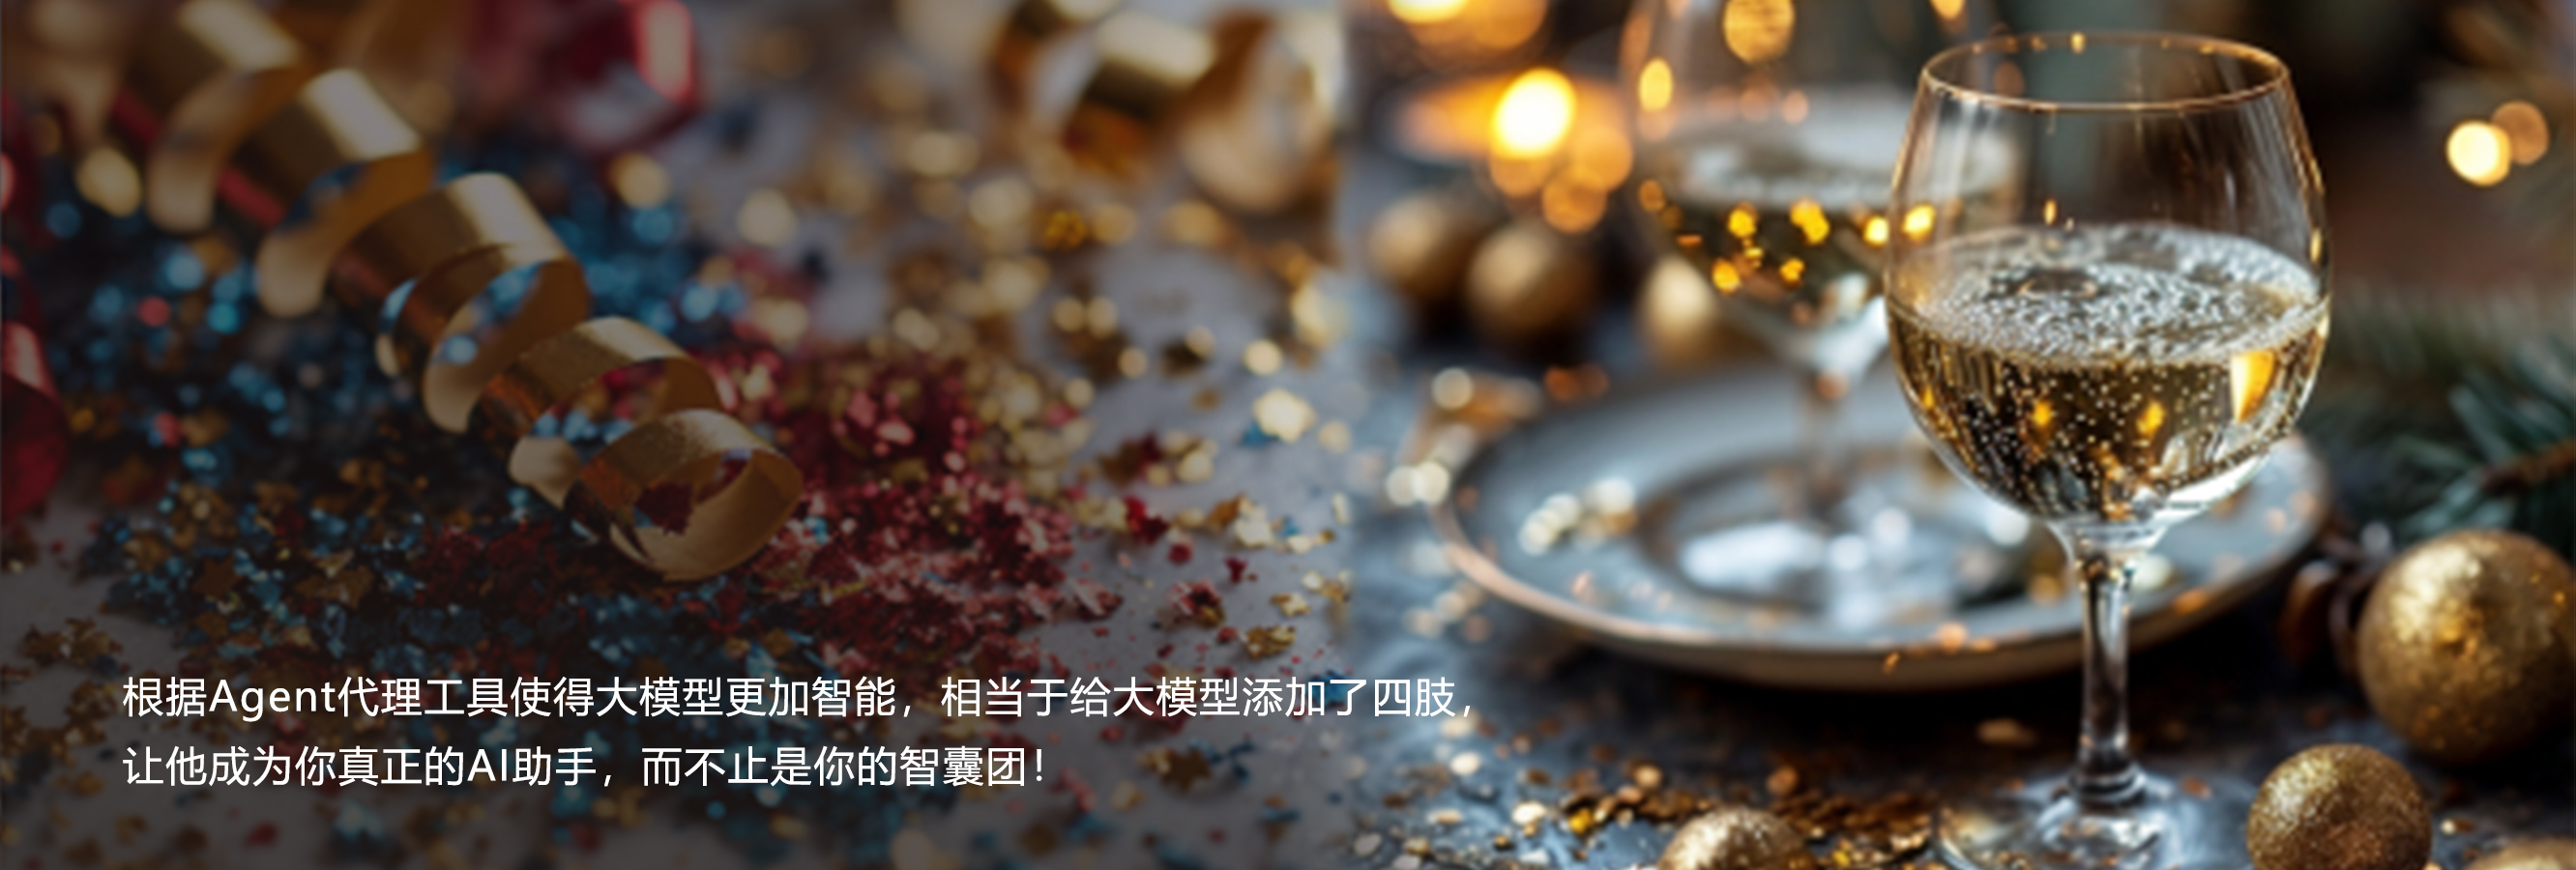 根据Agent代理工具使得大模型更加智能，相当于给大模型添加了四肢，
让他成为你真正的AI助手，而不止是你的智囊团！